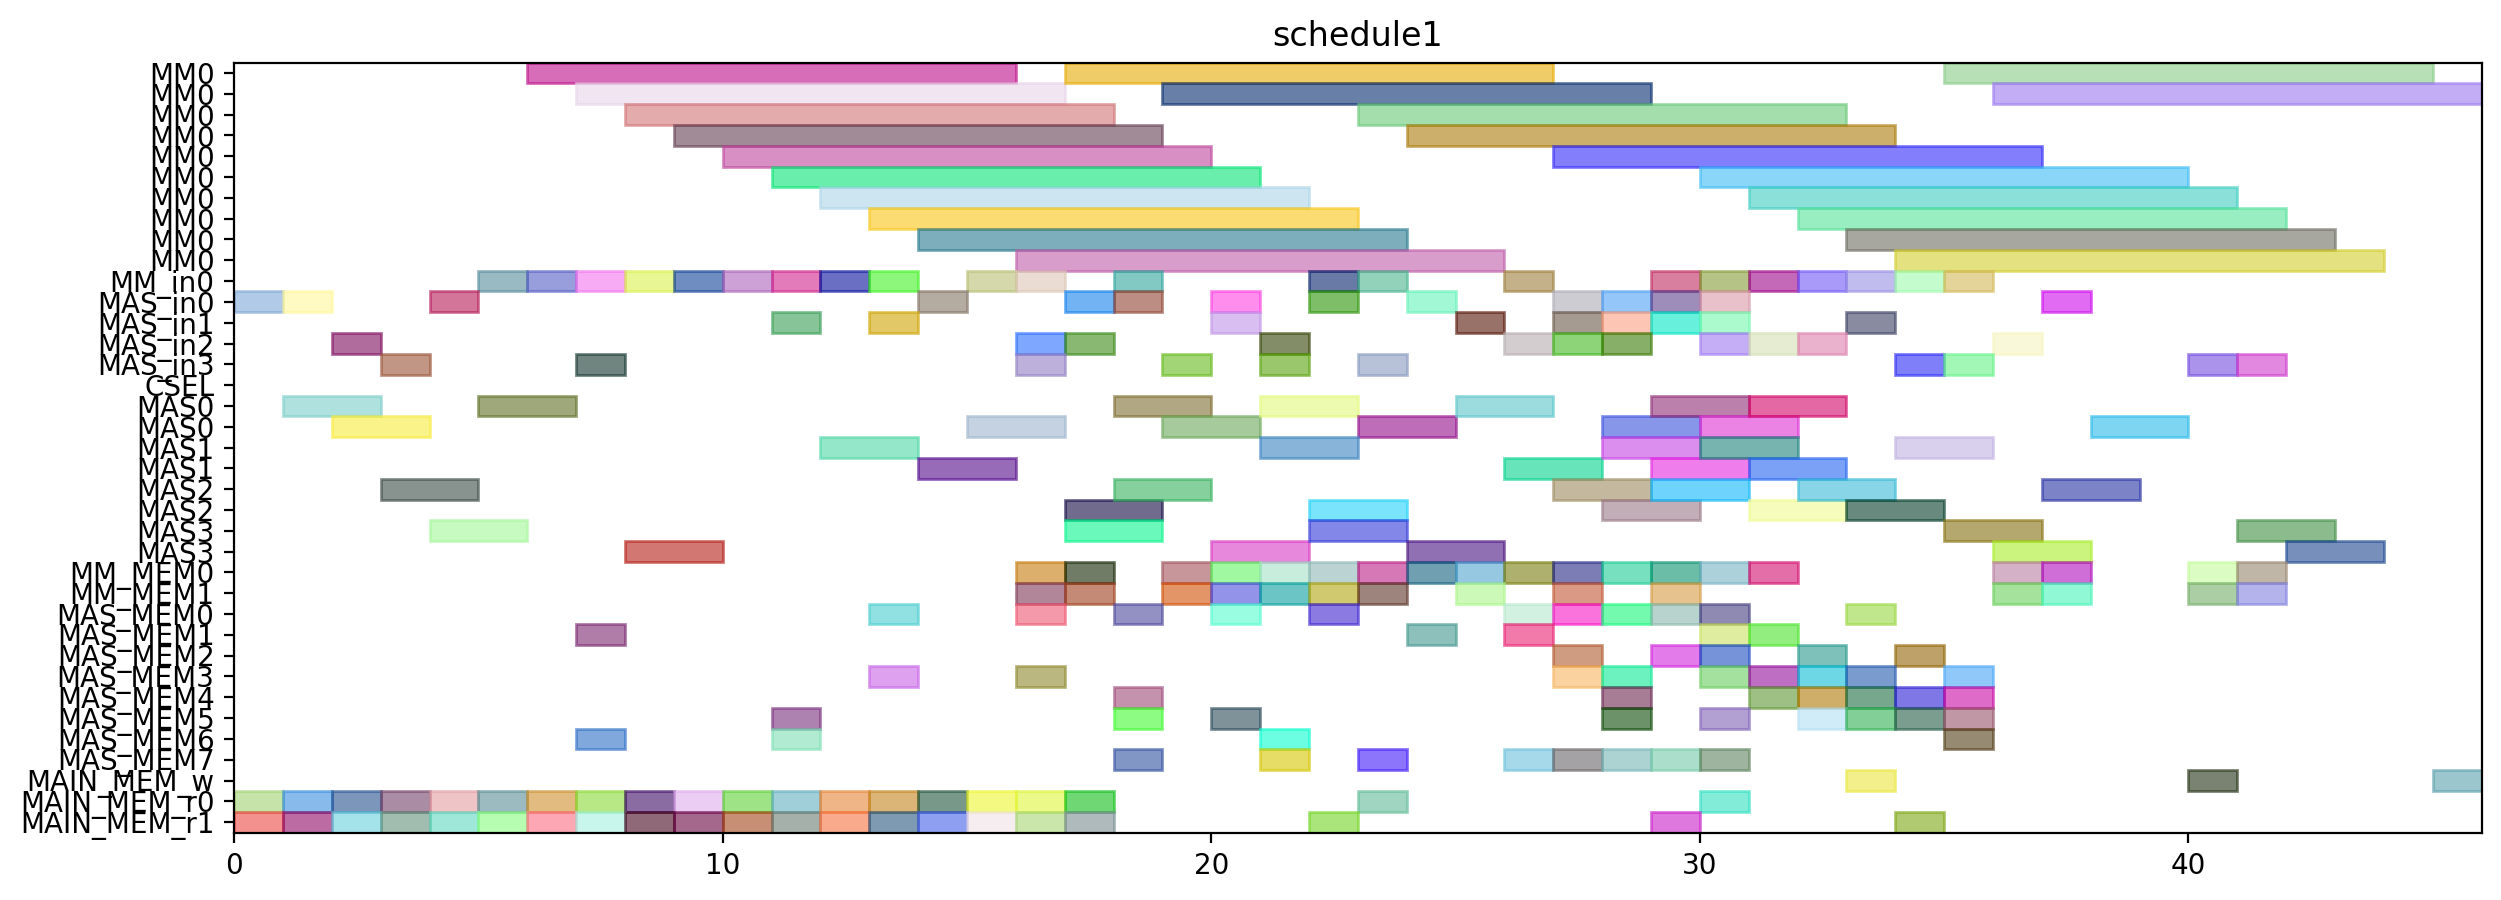 schedule1
MM0
MM0
MM0
MM0
MM0
MM0
MM0
MM0
MM0
MM0
MM_in0
MAS_in0
MAS_in1
MAS_in2
MAS_in3
CSEL
MAS0
MAS0
MAS1
MAS1
MAS2
MAS2
MAS3
MAS3
MM_MEM0
MM_MEM1
MAS_MEM0
MAS_MEM1
MAS_MEM2
MAS_MEM3
MAS_MEM4
MAS_MEM5
MAS_MEM6
MAS_MEM7
MAIN_MEM_w
MAIN_MEM_r0
MAIN_MEM_r1
0 10 20 30 40